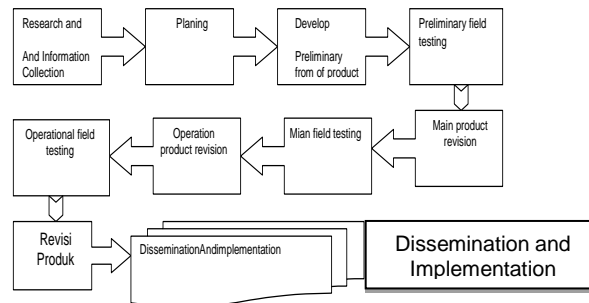 Research and
And Information
Collection
Planing
Develop
Preliminary
from of product
Preliminary field
testing
Operational field
testing
Operation
product revision
Mian field testing
Main product
revision
Revisi
Produk
DisseminationAndimplementation
Dissemination and
Implementation